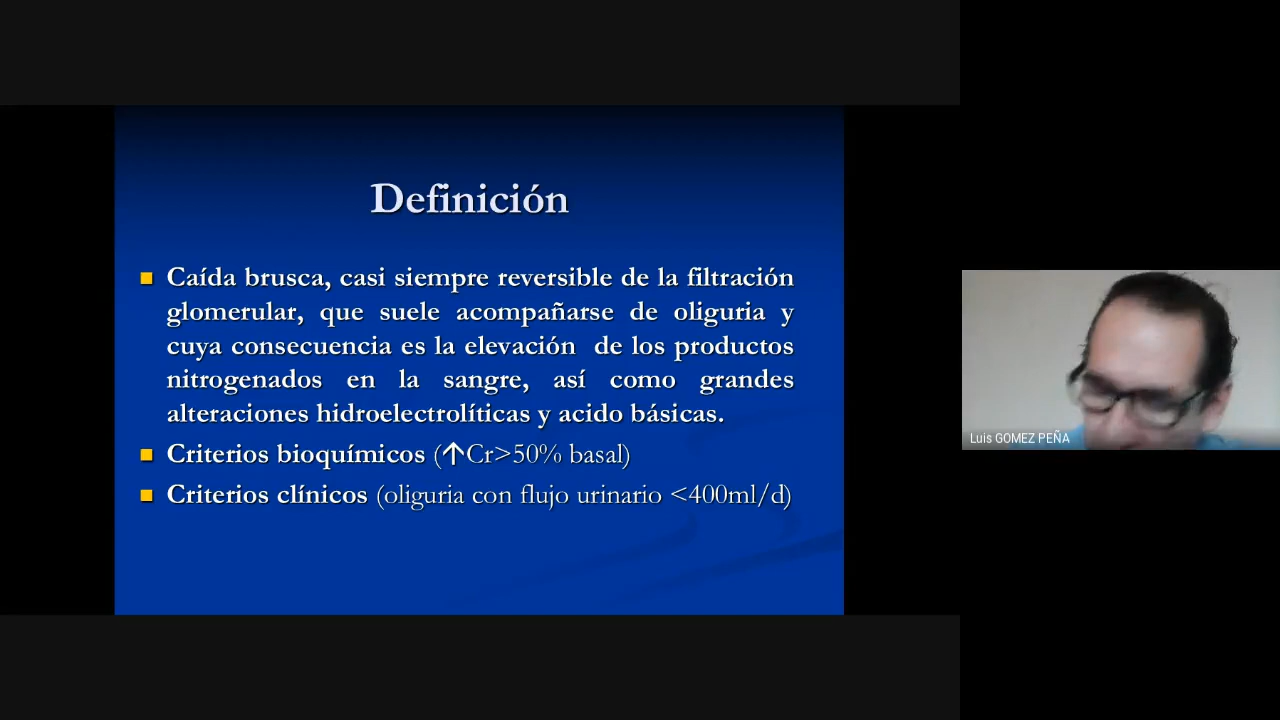 Definición
Caída brusca, casi siempre reversible de la filtración
glomerular, que suele acompañarse de oliguria y
cuya consecuencia es la elevación de los productos
nitrogenados en la sangre, así como grandes
alteraciones hidroelectrolíticas y acido básicas.
Criterios bioquímicos (↑Cr>50% basal)
Criterios clínicos (oliguria con flujo urinario <400ml/d)
Luis GOMEZ PEÑA